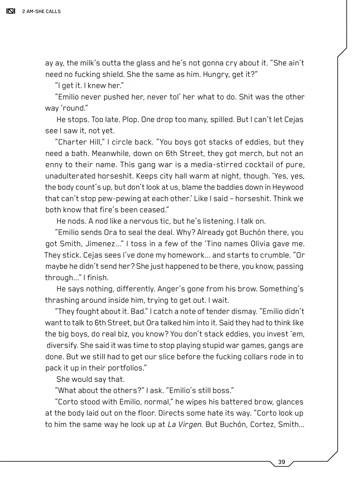 2 AM-SHE CALLS
ay ay, the milk's outta the glass and he's not gonna cry about it. "She ain't
need no fucking shield. She the same as him. Hungry, get it?"
"I get it. I knew her."
"Emilio never pushed her, never tol' her what to do. Shit was the other
way 'round."
He stops. Too late. Plop. One drop too many, spilled. But I can't let Cejas
see I saw it, not yet.
"Charter Hill," I circle back. "You boys got stacks of eddies, but they
need a bath. Meanwhile, down on 6th Street, they got merch, but not an
enny to their name. This gang war is a media-stirred cocktail of pure,
unadulterated horseshit. Keeps city hall warm at night, though. 'Yes, yes,
the body count's up, but don't look at us, blame the baddies down in Heywood
that can't stop pew-pewing at each other.' Like I said – horseshit. Think we
both know that fire's been ceased."
He nods. A nod like a nervous tic, but he's listening. I talk on.
"Emilio sends Ora to seal the deal. Why? Already got Buchón there, you
got Smith, Jimenez..." I toss in a few of the 'Tino names Olivia gave me.
They stick. Cejas sees I've done my homework... and starts to crumble. "Or
maybe he didn't send her? She just happened to be there, you know, passing
through..." I finish.
He says nothing, differently. Anger's gone from his brow. Something's
thrashing around inside him, trying to get out. I wait.
"They fought about it. Bad." I catch a note of tender dismay. "Emilio didn't
want to talk to 6th Street, but Ora talked him into it. Said they had to think like
the big boys, do real biz, you know? You don't stack eddies, you invest 'em,
diversify. She said it was time to stop playing stupid war games, gangs are
done. But we still had to get our slice before the fucking collars rode in to
pack it up in their portfolios."
She would say that.
"What about the others?" I ask. "Emilio's still boss."
"Corto stood with Emilio, normal," he wipes his battered brow, glances
at the body laid out on the floor. Directs some hate its way. "Corto look up
to him the same way he look up at La Virgen. But Buchón, Cortez, Smith...
39